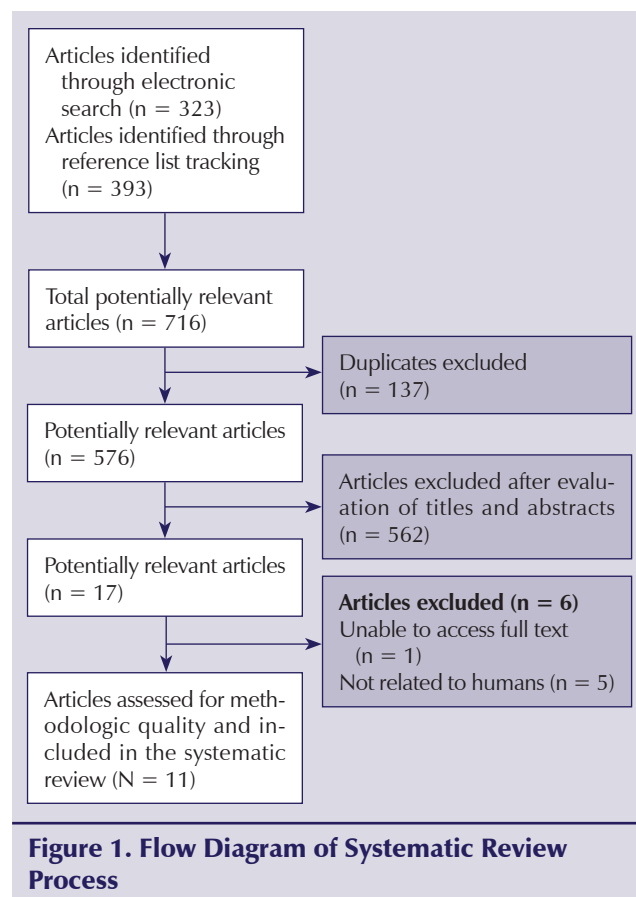 Articles identified
through electronic
search (n = 323)
Articles identified through
reference list tracking
(n = 393)
Total potentially relevant
articles (n = 716)
Duplicates excluded
(n = 137)
Potentially relevant articles
(n = 576)
Articles excluded after evalu-
ation of titles and abstracts
(n = 562)
Potentially relevant articles
(n = 17)
Articles excluded (n = 6)
Unable to access full text
(n = 1)
Not related to humans (n = 5)
Articles assessed for meth-
odologic quality and in-
cluded in the systematic
review (N = 11)
Figure 1. Flow Diagram of Systematic Review
Process